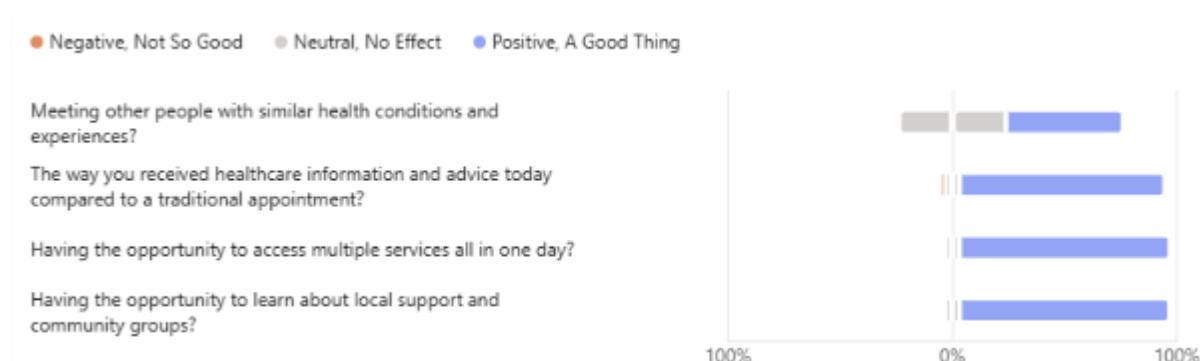 Negative, Not So Good Neutral, No Effect Positive, A Good Thing
Meeting other people with similar health conditions and
experiences?
The way you received healthcare information and advice today
compared to a traditional appointment?
Having the opportunity to access multiple services all in one day?
Having the opportunity to learn about local support and
community groups?
100% 0% 100%